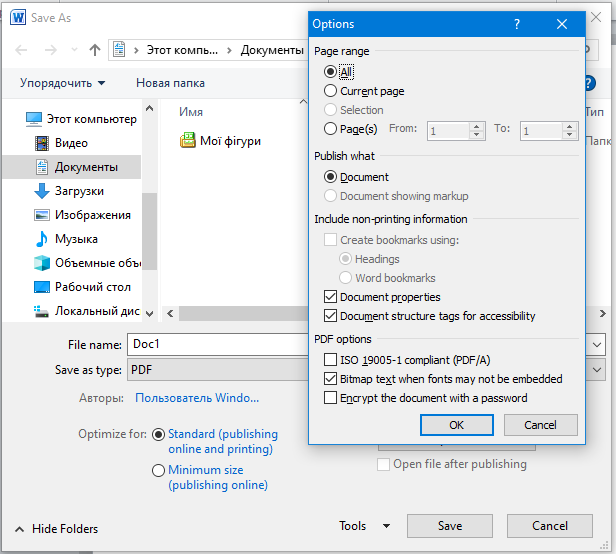 Save As
Этот компь...
Документы
Упорядочить
Новая папка
Этот компьютер
Видео
Документы
Загрузки
Изображения
Музыка
Объемные объ
Рабочий стол
Локальный дис
Имя
Тип
Мої фігури
Папка
File name: Doc1
Save as type: PDF
Авторы: Пользователь Windo...
Optimize for: Standard (publishing
online and printing)
Minimum size
(publishing online)
Open file after publishing
Hide Folders
Tools
Save
Cancel
Options
?
Page range
All
Current page
Selection
Page(s) From: 1 To: 1
Publish what
Document
Document showing markup
Include non-printing information
Create bookmarks using:
Headings
Word bookmarks
Document properties
Document structure tags for accessibility
PDF options
ISO 19005-1 compliant (PDF/A)
Bitmap text when fonts may not be embedded
Encrypt the document with a password
OK
Cancel